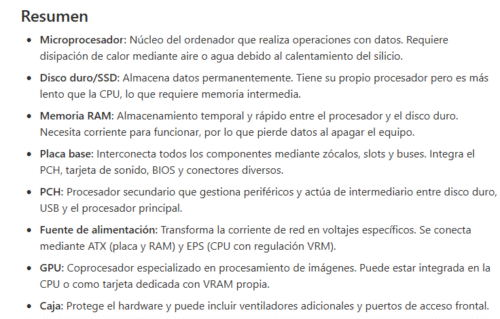 Resumen
• Microprocesador: Núcleo del ordenador que realiza operaciones con datos. Requiere
disipación de calor mediante aire o agua debido al calentamiento del silicio.
• Disco duro/SSD: Almacena datos permanentemente. Tiene su propio procesador pero es más
lento que la CPU, lo que requiere memoria intermedia.
• Memoria RAM: Almacenamiento temporal y rápido entre el procesador y el disco duro.
Necesita corriente para funcionar, por lo que pierde datos al apagar el equipo.
• Placa base: Interconecta todos los componentes mediante zócalos, slots y buses. Integra el
PCH, tarjeta de sonido, BIOS y conectores diversos.
• PCH: Procesador secundario que gestiona periféricos y actúa de intermediario entre disco duro,
USB y el procesador principal.
• Fuente de alimentación: Transforma la corriente de red en voltajes específicos. Se conecta
mediante ATX (placa y RAM) y EPS (CPU con regulación VRM).
• GPU: Coprocesador especializado en procesamiento de imágenes. Puede estar integrada en la
CPU o como tarjeta dedicada con VRAM propia.
• Caja: Protege el hardware y puede incluir ventiladores adicionales y puertos de acceso frontal.